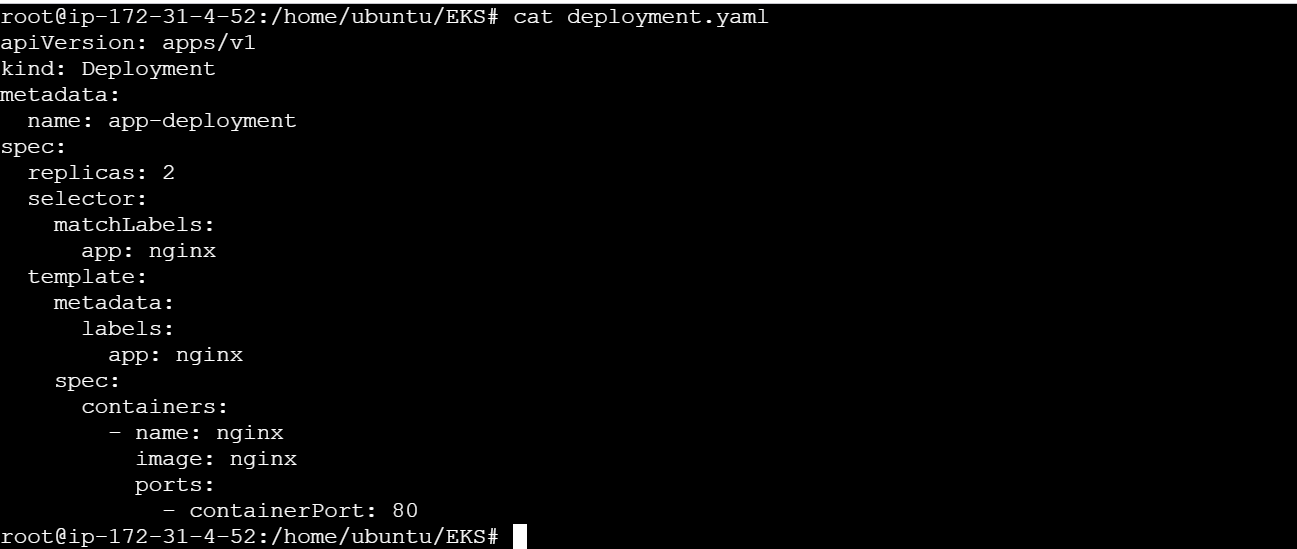 root@ip-172-31-4-52:/home/ubuntu/EKS# cat deployment.yaml
apiVersion: apps/v1
kind: Deployment
metadata:
  name: app-deployment
spec:
  replicas: 2
  selector:
    matchLabels:
      app: nginx
  template:
    metadata:
      labels:
        app: nginx
    spec:
      containers:
        - name: nginx
          image: nginx
          ports:
            - containerPort: 80
root@ip-172-31-4-52:/home/ubuntu/EKS#